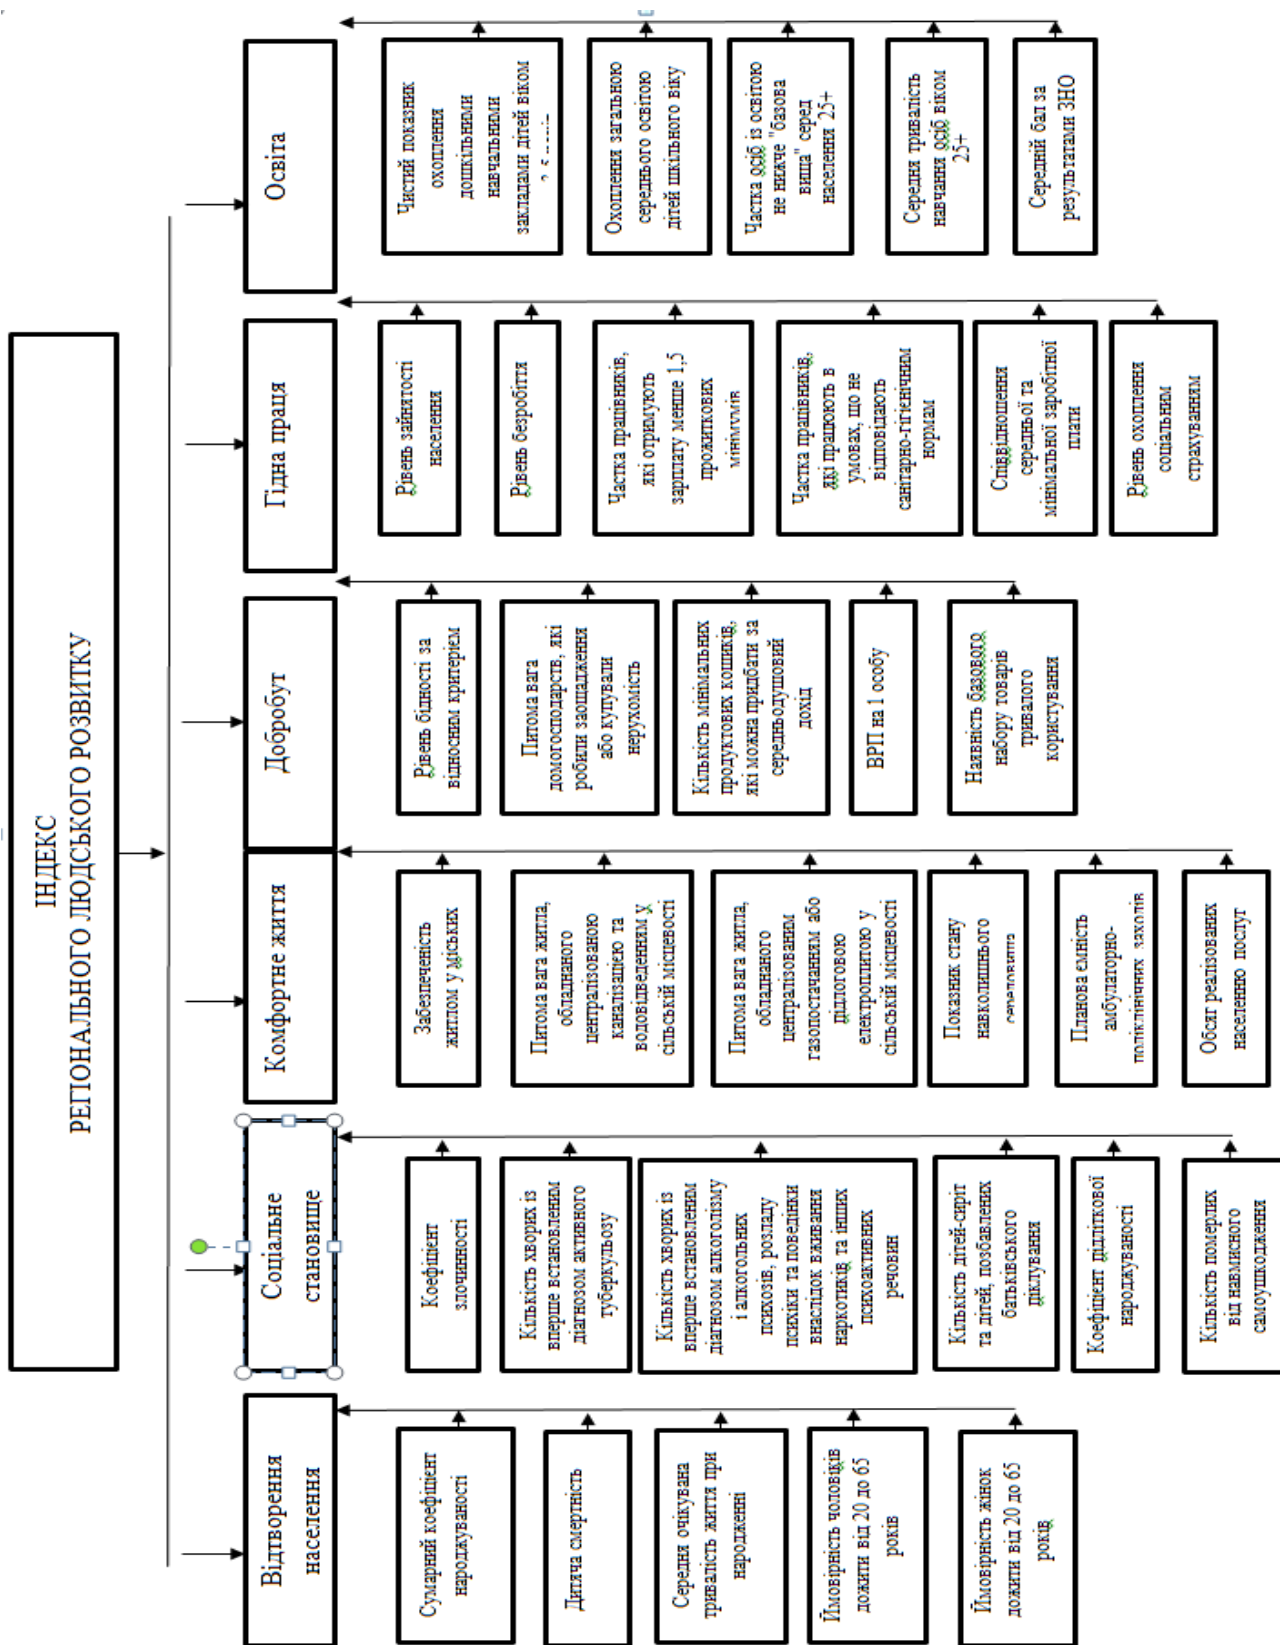 ІНДЕКС
РЕГІОНАЛЬНОГО ЛЮДСЬКОГО РОЗВИТКУ
Відтворення
населення
Сумарний коефіцієнт
народжуваності
Дитяча смертність
Середня очікувана
тривалість життя при
народженні
Ймовірність чоловіків
дожити від 20 до 65
років
Ймовірність жінок
дожити від 20 до 65
років
Соціальне
становище
Коефіцієнт
злочинності
Кількість хворих із
вперше встановленим
діагнозом активного
туберкульозу
Кількість хворих із
вперше встановленим
діагнозом алкоголізму
і алкогольних
психозів, розладу
психіки та поведінки
внаслідок вживання
наркотиків та інших
психоактивних
речовин
Кількість дітей-сиріт
та дітей, позбавлених
батьківського
піклування
Коефіцієнт підліткової
народжуваності
Кількість померлих
від навмисного
самоушкодження
Комфортне життя
Забезпеченість
житлом у міських
Питома вага житла,
обладнаного
централізованою
каналізацією та
водовідведенням у
сільській місцевості
Питома вага житла,
обладнаного
централізованим
газопостачанням або
підлоговою
електроплитою у
сільській місцевості
Показник стану
навколишнього
середовища
Планова ємність
амбулаторно-
поліклінічних закладів
Обсяг реалізованих
населенню послуг
Добробут
Рівень бідності за
відносним критерієм
Питома вага
домогосподарств, які
робили заощадження
або купували
нерухомість
Кількість мінімальних
продуктових кошиків,
які можна придбати за
середньодушовий
дохід
ВРП на 1 особу
Наявність базового
набору товарів
тривалого
користування
Гідна праця
Рівень зайнятості
населення
Рівень безробіття
Частка працівників,
які отримують
зарплату менше 1,5
прожиткових
мінімумів
Частка працівників,
які працюють в
умовах, що не
відповідають
санітарно-гігієнічним
нормам
Співвідношення
середньої та
мінімальної заробітної
плати
Рівень охоплення
соціальним
страхуванням
Освіта
Чистий показник
охоплення
дошкільними
навчальними
закладами дітей віком
Охоплення загальною
середнього освітою
дітей шкільного віку
Частка осіб із освітою
не нижче "базова
вища" серед
населення 25+
Середня тривалість
навчання осіб віком
25+
Середній бал за
результатами ЗНО